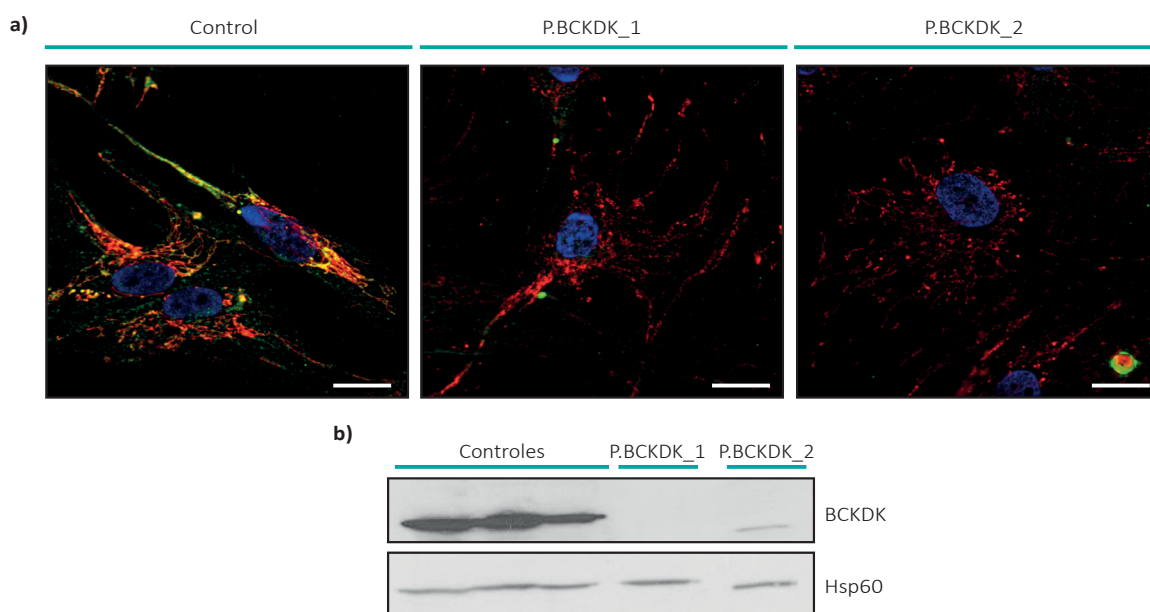 a)
Control
P.BCKDK_1
P.BCKDK_2
b)
Controles
P.BCKDK_1
P.BCKDK_2
BCKDK
Hsp60